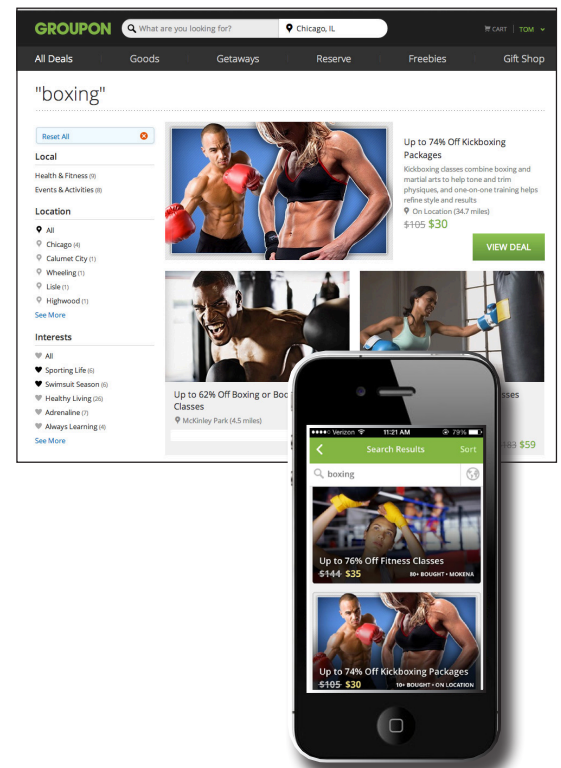 GROUPON
What are you looking for?
Chicago, IL
CART
TOM
All Deals
Goods
Getaways
Reserve
Freebies
Gift Shop
"boxing"
Reset All
Local
Health & Fitness (9)
Events & Activities (8)
Location
All
Chicago (4)
Calumet City (1)
Wheeling (1)
Lisle (1)
Highwood (1)
See More
Interests
All
Sporting Life (6)
Swimsuit Season (6)
Healthy Living (26)
Adrenaline (7)
Always Learning (4)
See More
Up to 74% Off Kickboxing
Packages
Kickboxing classes combine boxing and
martial arts to help tone and trim
physiques, and one-on-one training helps
refine style and results
On Location (34.7 miles)
$105 $30
VIEW DEAL
Up to 62% Off Boxing or Boo
Classes
McKinley Park (4.5 miles)
sses
$59
Verizon
11:21 AM
79%
Search Results
Sort
boxing
Up to 76% Off Fitness Classes
$144 $35
80+ BOUGHT • MOKENA
Up to 74% Off Kickboxing Packages
$105 $30
10+ BOUGHT • ON LOCATION